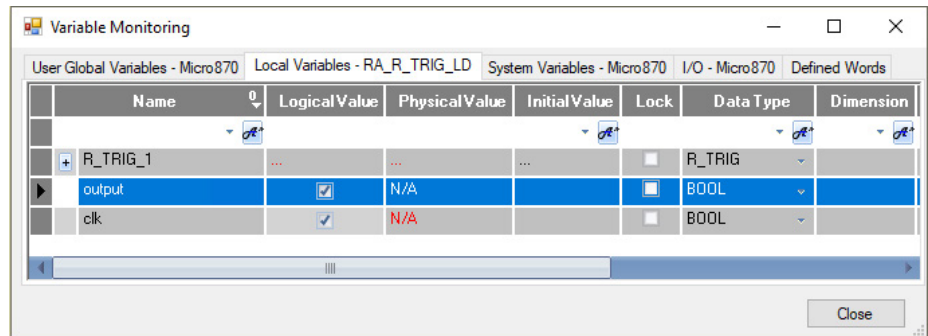 Variable Monitoring
User Global Variables - Micro870 Local Variables - RA_R_TRIG_LD System Variables - Micro870 I/O - Micro870 Defined Words
Name Logical Value Physical Value Initial Value Lock Data Type Dimension
R_TRIG_1 ... ... ... R_TRIG
output N/A BOOL
clk N/A BOOL
Close